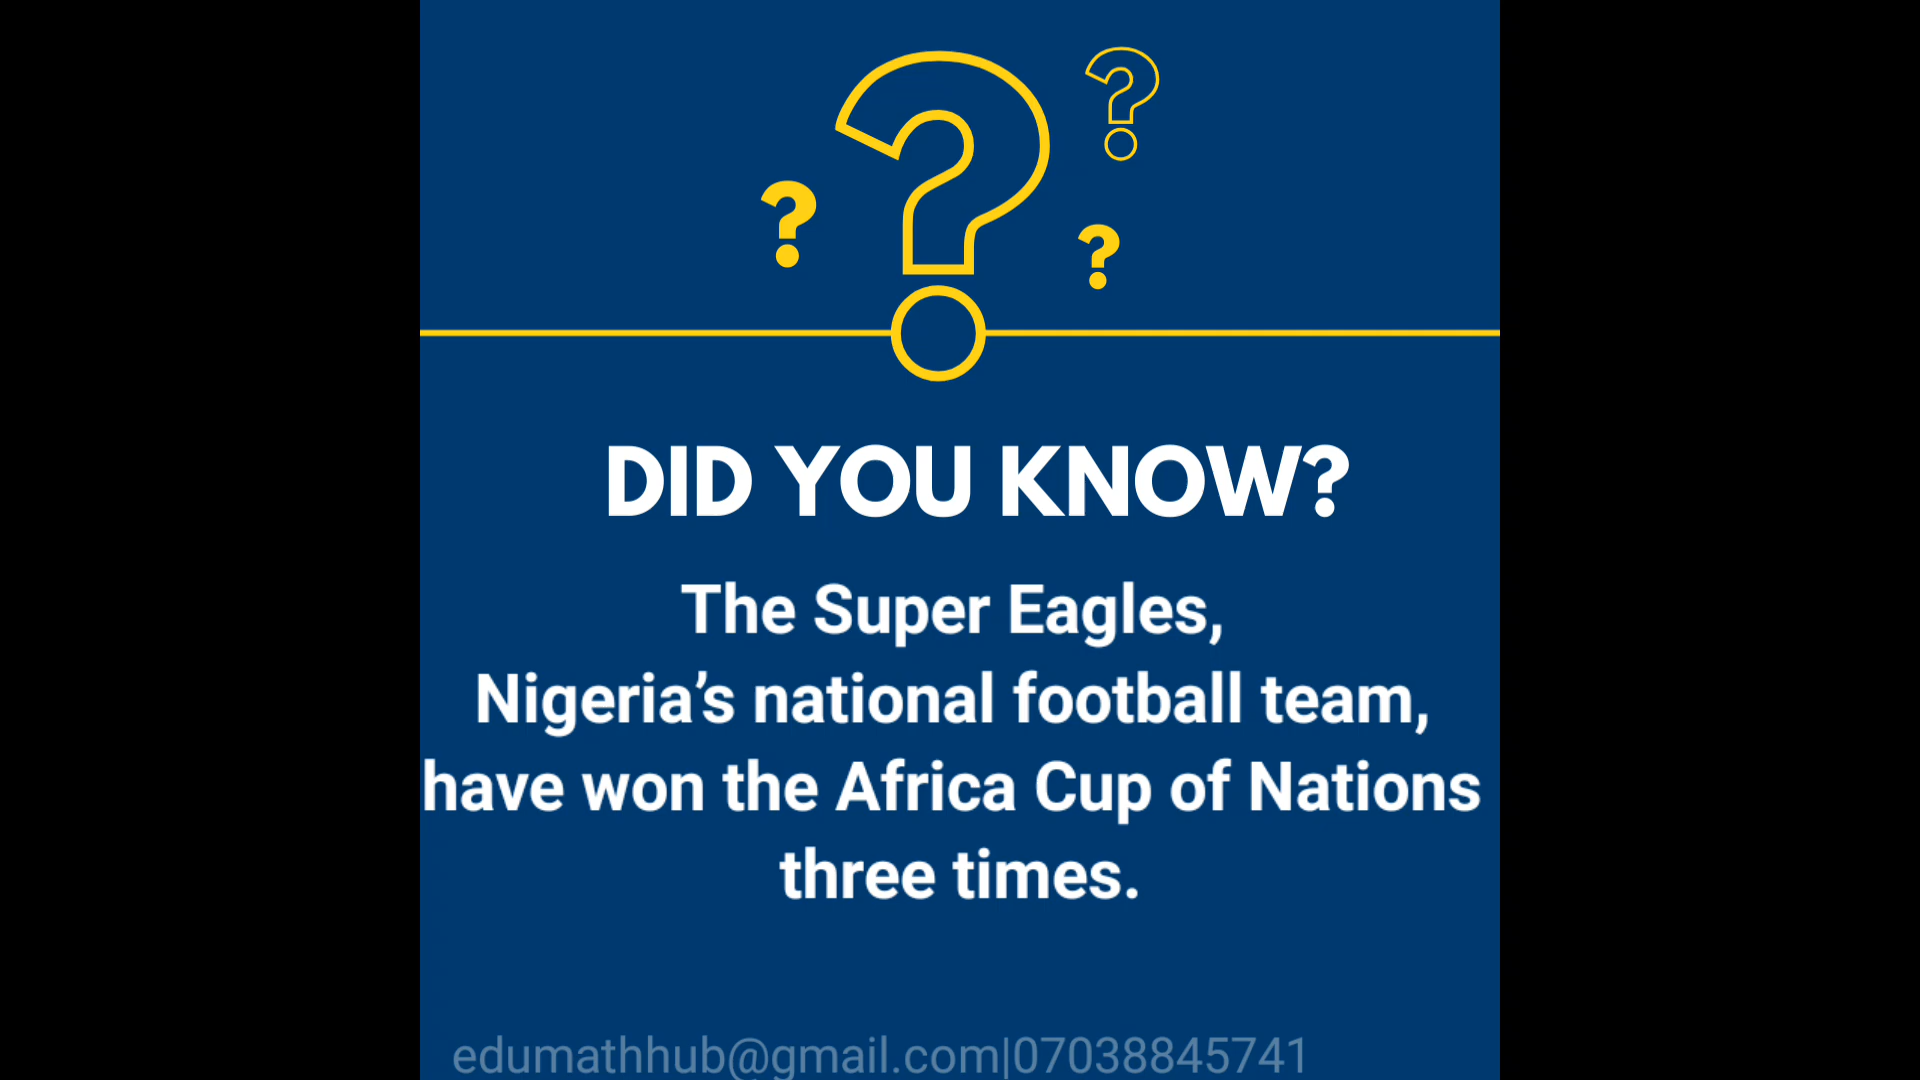 DID YOU KNOW?
The Super Eagles,
Nigeria’s national football team,
have won the Africa Cup of Nations
three times.
edumathhub@gmail.com|07038845741